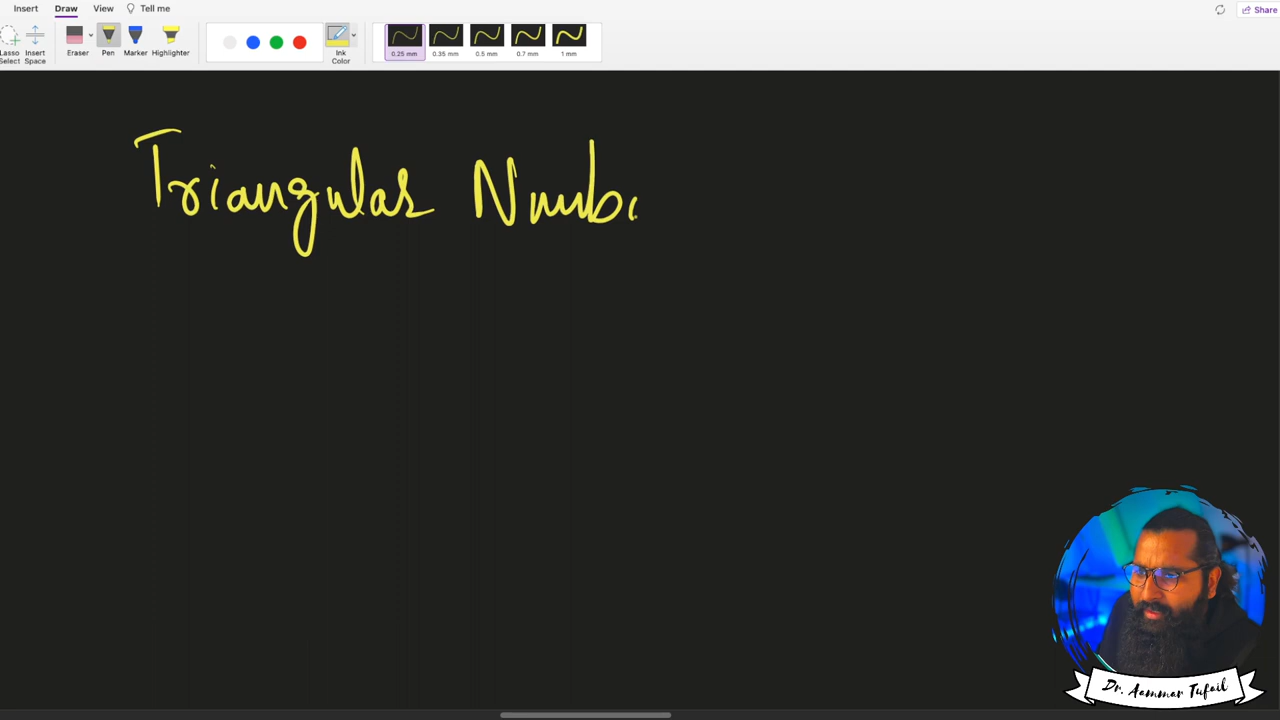 Insert Draw View Tell me
Share
Lasso Select
Insert Space
Eraser
Pen
Marker
Highlighter
Ink Color
0.25 mm
0.35 mm
0.5 mm
0.7 mm
1 mm
Triangular Numb
Dr. Aammar Tufail